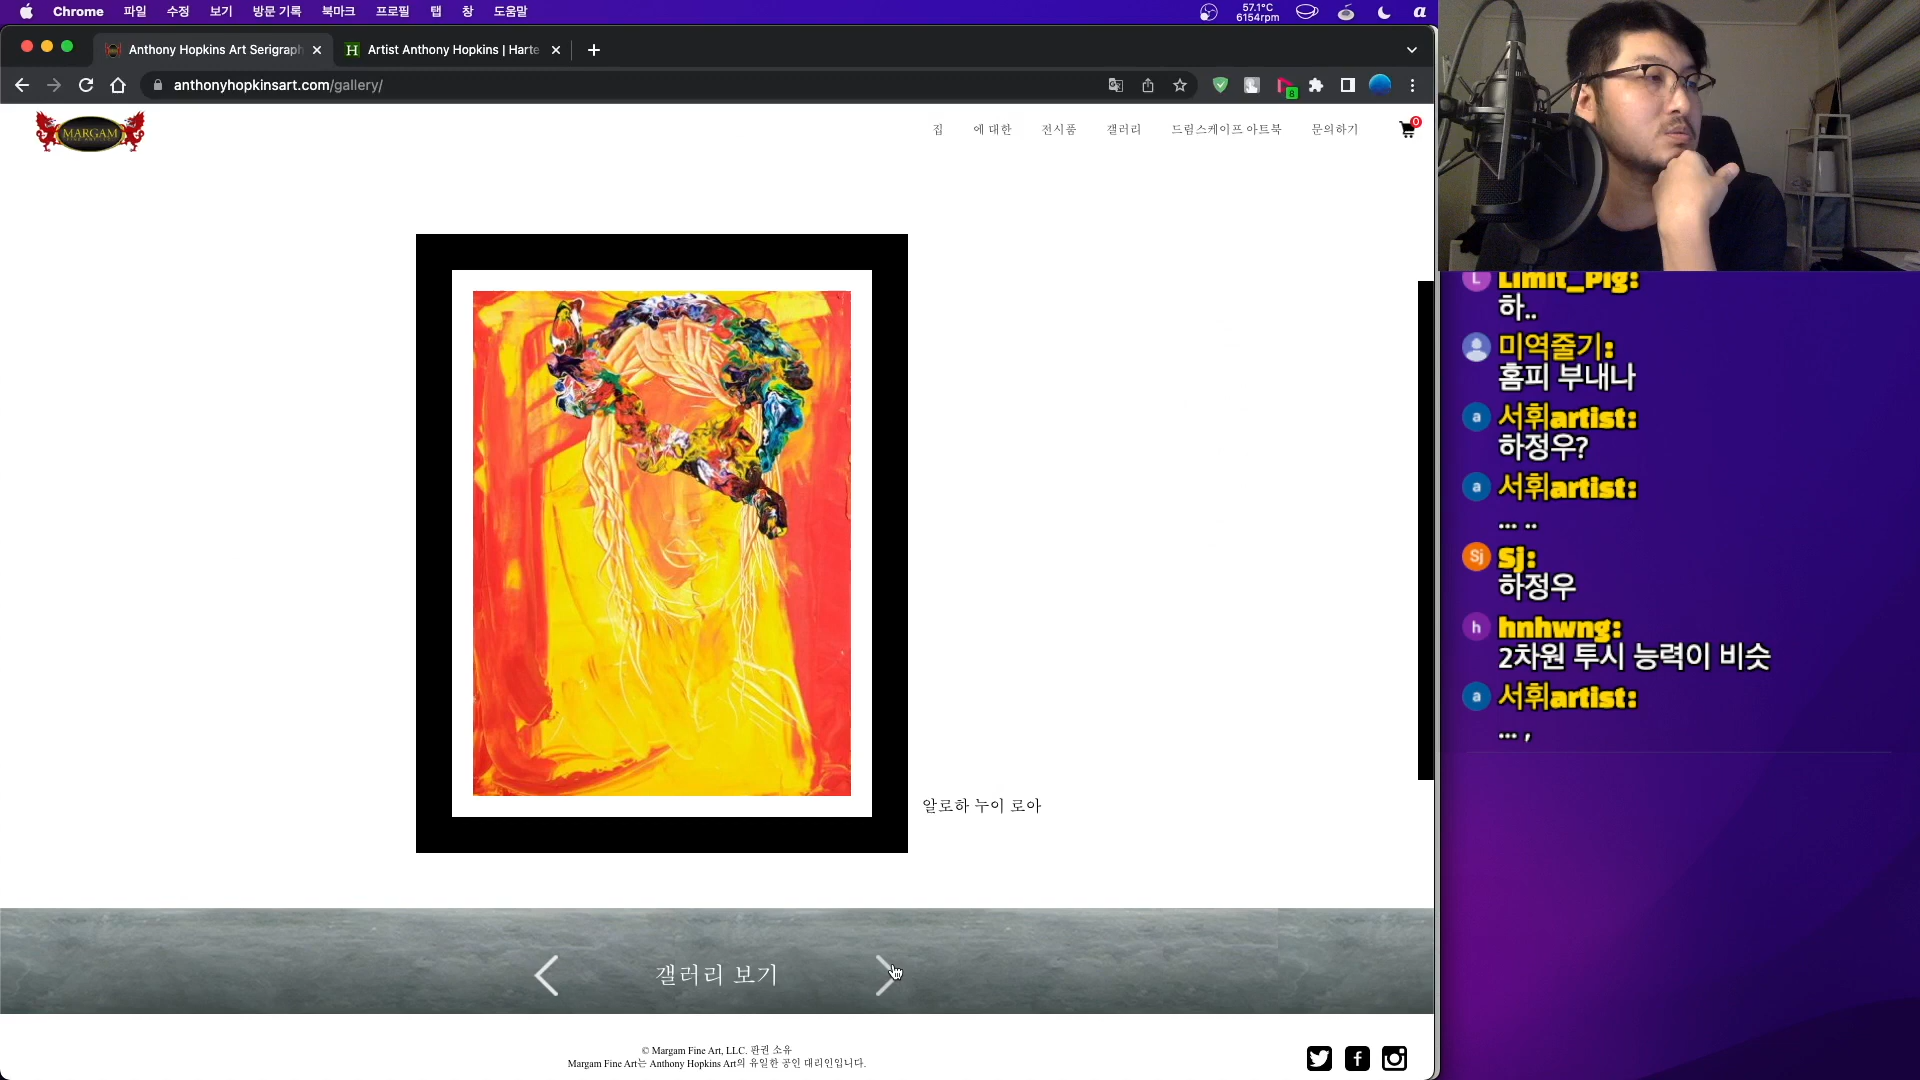 Chrome 파일 수정 보기 방문 기록 북마크 프로필 탭 창 도움말
57.1°C
6154rpm
Anthony Hopkins Art Serigraph
H Artist Anthony Hopkins | Harte
anthonyhopkinsart.com/gallery/
8
MARGAM
집 에 대한 전시품 갤러리 드림스케이프 아트북 문의하기
0
알로하 누이 로아
갤러리 보기
© Margam Fine Art, LLC. 판권 소유
Margam Fine Art는 Anthony Hopkins Art의 유일한 공인 대리인입니다.
L Limit_Pig:
하..
미역줄기:
홈피 부내나
a 서휘artist:
하정우?
a 서휘artist:
... ..
Sj Sj:
하정우
h hnhwng:
2차원 투시 능력이 비슷
a 서휘artist:
... ,